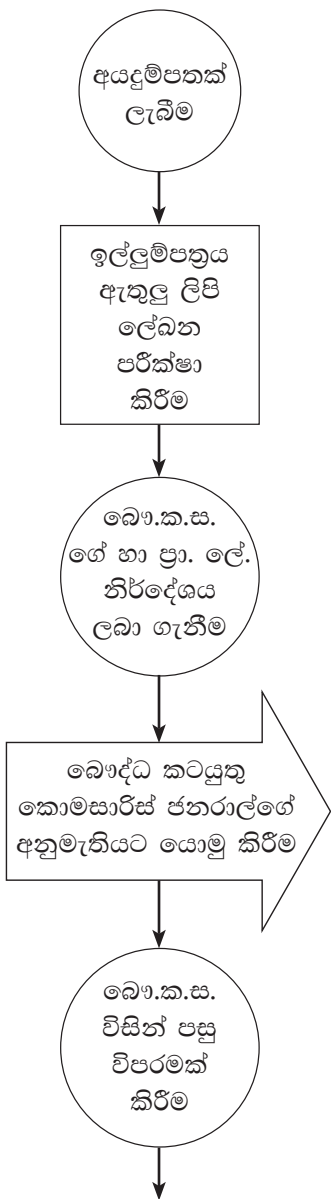 අයදුම්පතක්
ලැබීම
ඉල්ලුම්පත්‍රය
ඇතුලු ලිපි
ලේඛන
පරීක්ෂා
කිරීම
බෞ.ක.ස.
ගේ හා ප්‍රා. ලේ.
නිර්දේශය
ලබා ගැනීම
බෞද්ධ කටයුතු
කොමසාරිස් ජනරාල්ගේ
අනුමැතියට යොමු කිරීම
බෞ.ක.ස.
විසින් පසු
විපරමක්
කිරීම